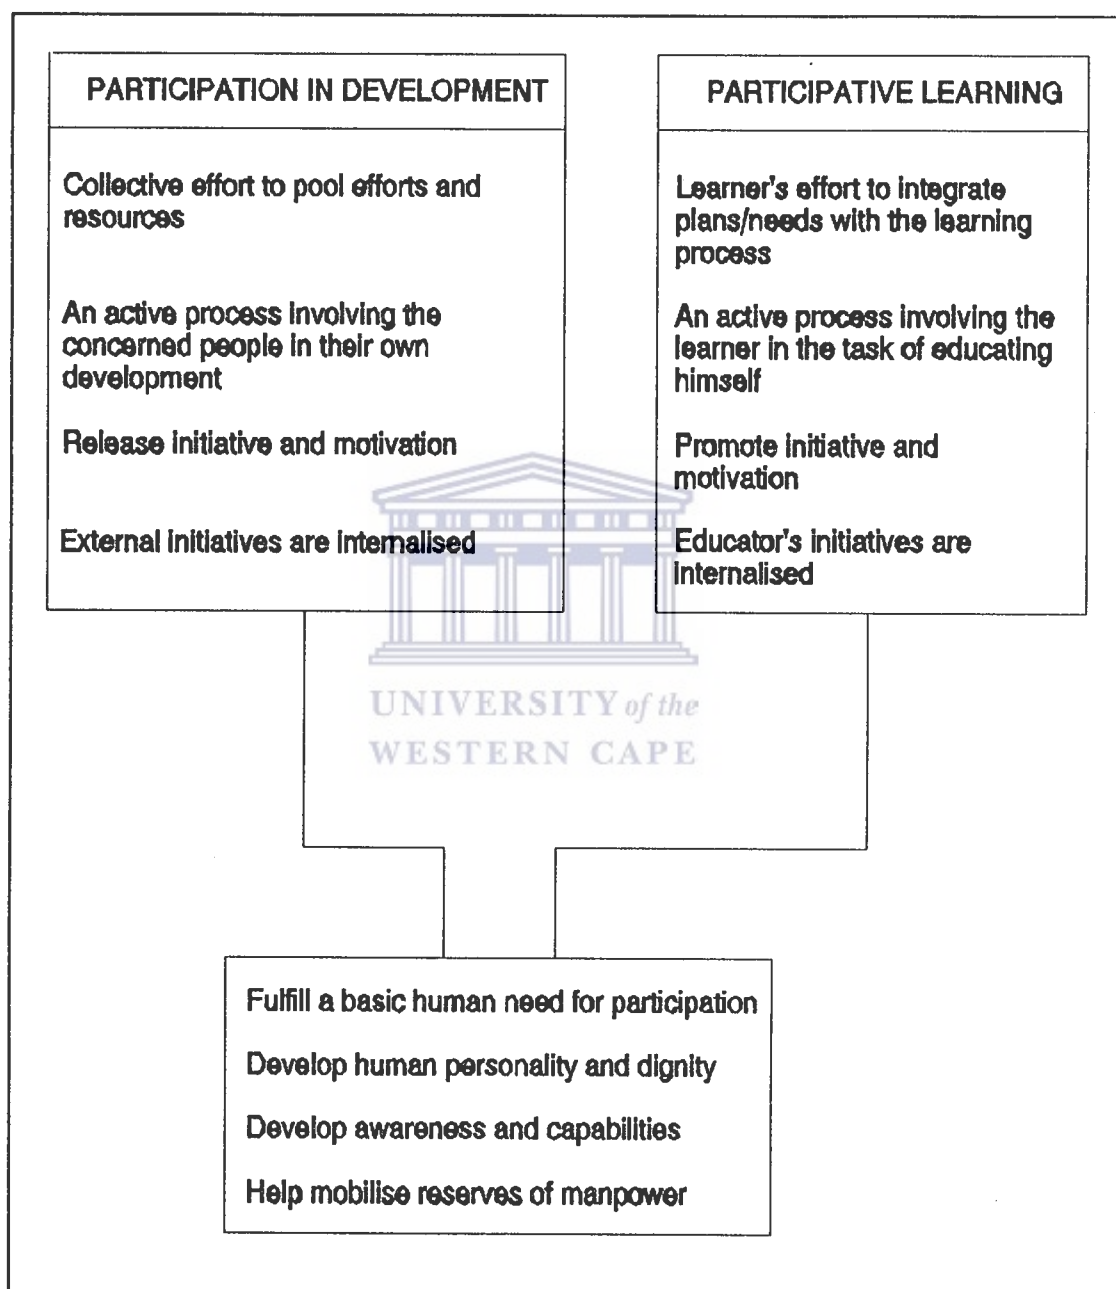 PARTICIPATION IN DEVELOPMENT
Collective effort to pool efforts and
resources
An active process involving the
concerned people in their own
development
Release initiative and motivation
External initiatives are internalised
PARTICIPATIVE LEARNING
Learner's effort to integrate
plans/needs with the learning
process
An active process involving the
learner in the task of educating
himself
Promote initiative and
motivation
Educator's initiatives are
internalised
UNIVERSITY of the
WESTERN CAPE
Fulfill a basic human need for participation
Develop human personality and dignity
Develop awareness and capabilities
Help mobilise reserves of manpower